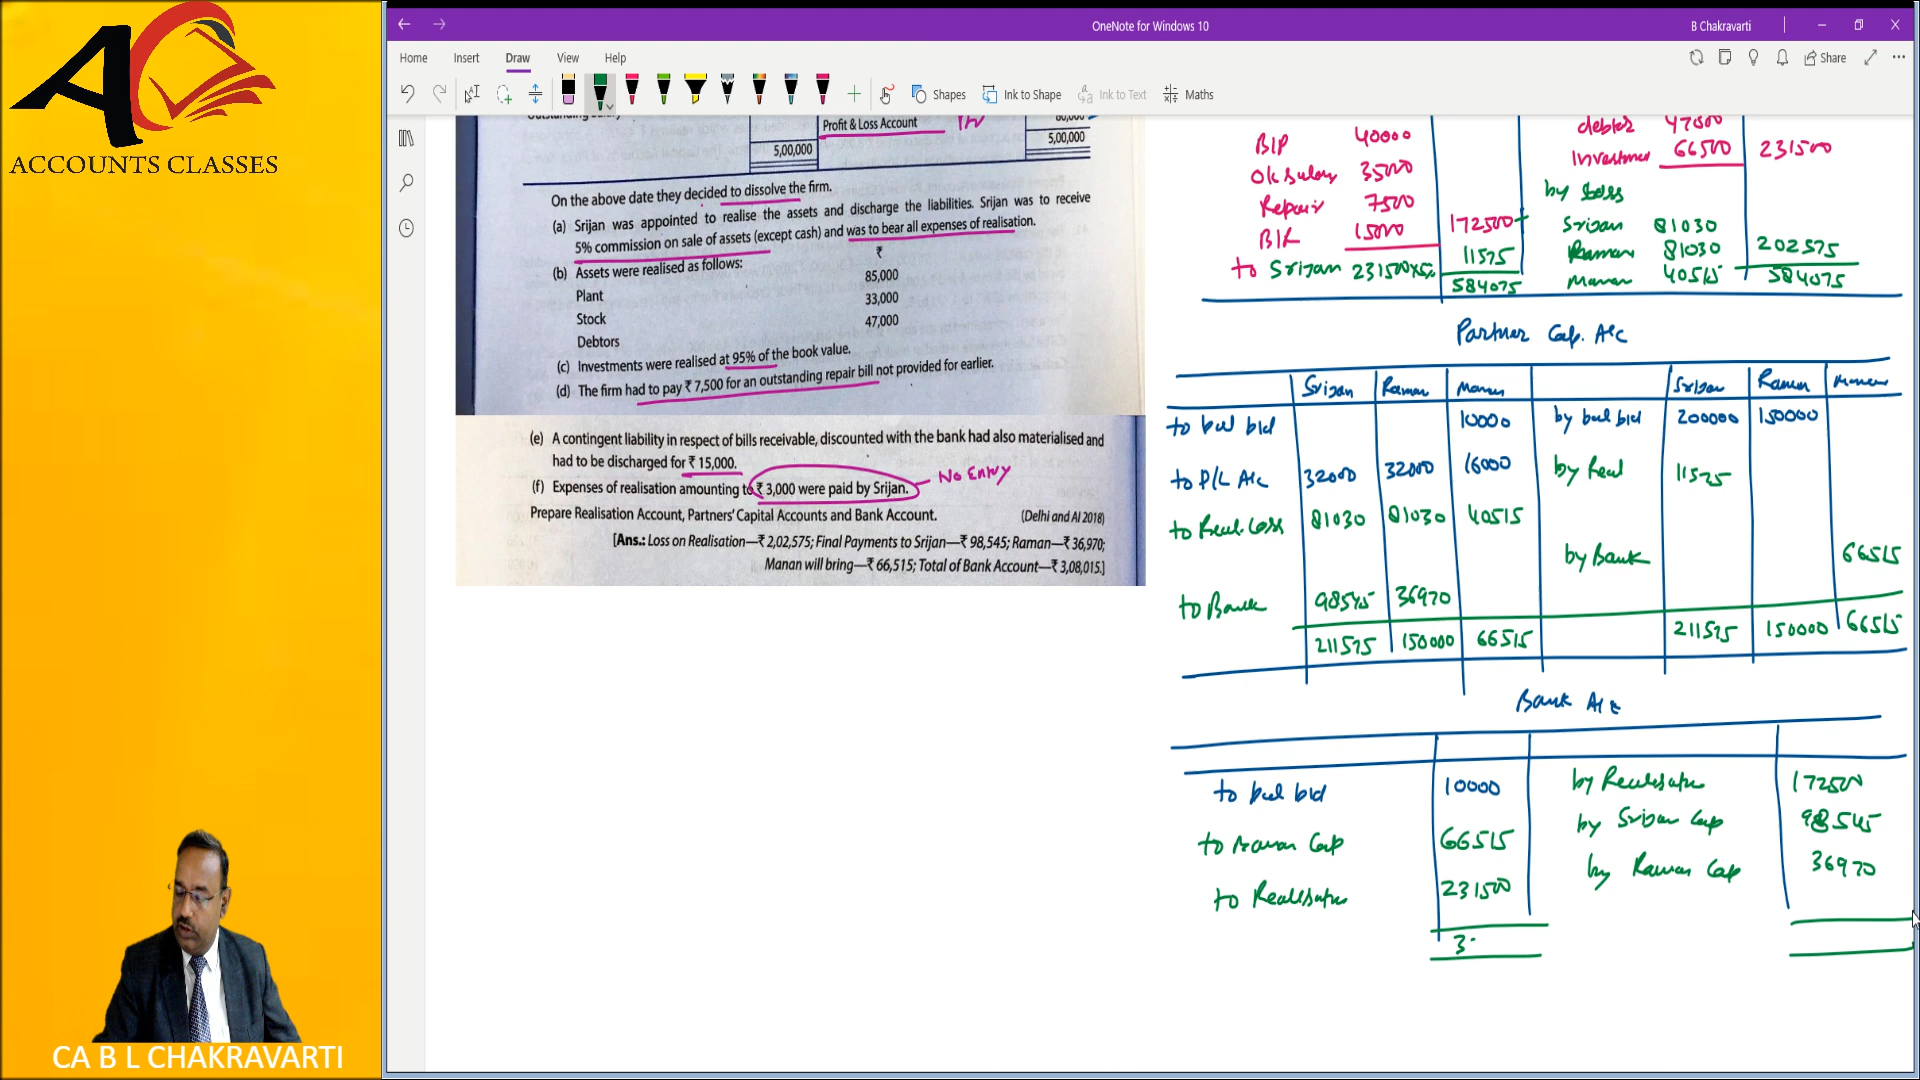 AC
ACCOUNTS CLASSES
OneNote for Windows 10
B Chakravarti
Home Insert Draw View Help
Share
Shapes
Ink to Shape
Ink to Text
Maths
Profit & Loss Account
80,000
5,00,000
5,00,000
On the above date they decided to dissolve the firm.
(a) Srijan was appointed to realise the assets and discharge the liabilities. Srijan was to receive
5% commission on sale of assets (except cash) and was to bear all expenses of realisation.
(b) Assets were realised as follows: ₹
Plant 85,000
Stock 33,000
Debtors 47,000
(c) Investments were realised at 95% of the book value.
(d) The firm had to pay ₹ 7,500 for an outstanding repair bill not provided for earlier.
(e) A contingent liability in respect of bills receivable, discounted with the bank had also materialised and
had to be discharged for ₹ 15,000.
(f) Expenses of realisation amounting to ₹ 3,000 were paid by Srijan.
No Entry
Prepare Realisation Account, Partners' Capital Accounts and Bank Account. (Delhi and AI 2018)
[Ans.: Loss on Realisation—₹ 2,02,575; Final Payments to Srijan—₹ 98,545; Raman—₹ 36,970;
Manan will bring—₹ 66,515; Total of Bank Account—₹ 3,08,015.]
debtor 47000
B/P 40000
Investment 66500 231500
35000
by loss
Repair 7500
172500
Srijan 81030
B/R 15000
Raman 81030 202575
to Srijan 231500x5% 11575
Manan 40515
584075 584075
Partner Cap. A/c
Srijan Raman Manan Srijan Raman Manan
to bal b/d 10000 by bal b/d 200000 150000
to P/L A/c 32000 32000 16000 by Real 11575
to Real. Loss 81030 81030 40515
by Bank 66515
to Bank 98545 36970
211575 150000 66515 211575 150000 66515
Bank A/c
to bal b/d 10000 by Realisation 172500
to Manan Cap 66515 by Srijan Cap 98545
to Realisation 231500 by Raman Cap 36970
3
CA B L CHAKRAVARTI